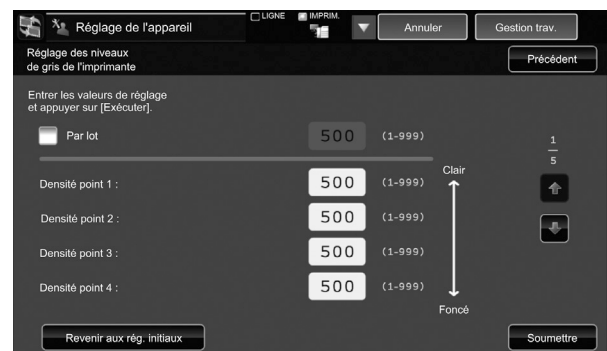 Réglage de l'appareil
LIGNE
IMPRIM.
Annuler
Gestion trav.
Réglage des niveaux
de gris de l'imprimante
Précédent
Entrer les valeurs de réglage
et appuyer sur [Exécuter].
Par lot
500
(1-999)
1
5
Clair
Densité point 1 :
500
(1-999)
Densité point 2 :
500
(1-999)
Densité point 3 :
500
(1-999)
Densité point 4 :
500
(1-999)
Foncé
Revenir aux rég. initiaux
Soumettre